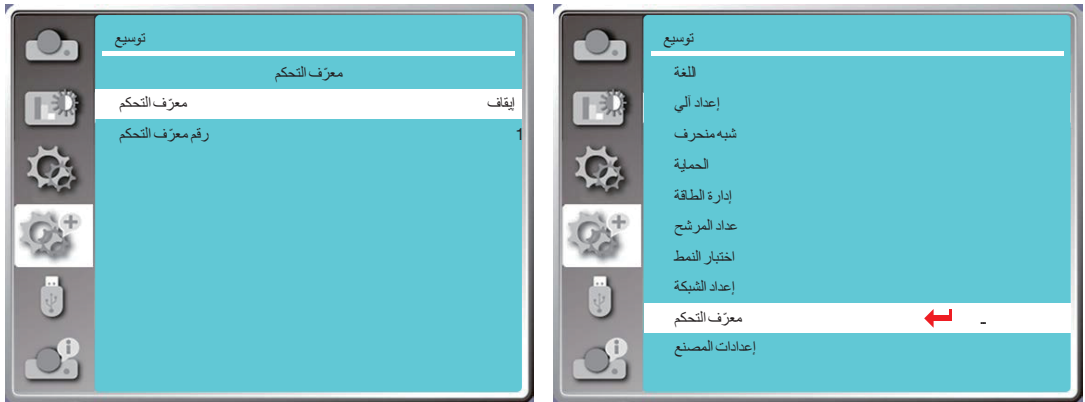 توسيع
معرّف التحكم
معرّف التحكم إيقاف
رقم معرّف التحكم 1
توسيع
اللغة
إعداد آلي
شبه منحرف
الحماية
إدارة الطاقة
عداد المرشح
اختبار النمط
إعداد الشبكة
معرّف التحكم -
إعدادات المصنع